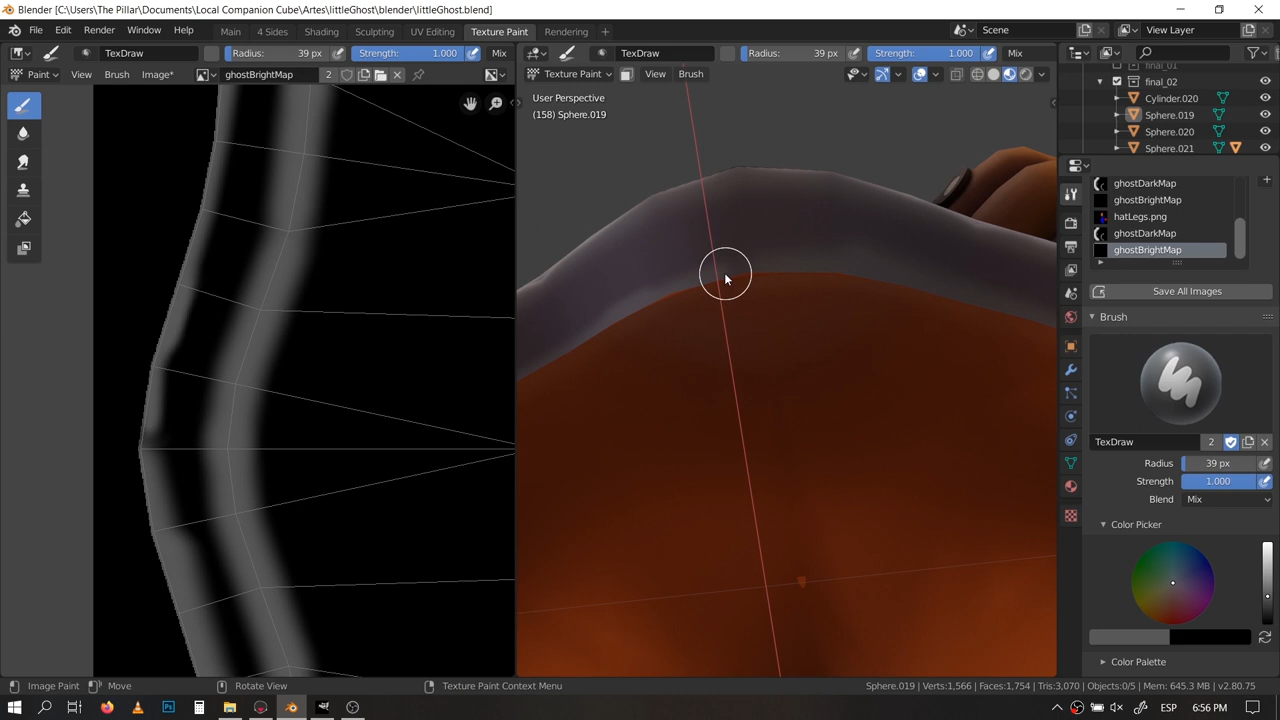 Blender [C:\Users\The Pillar\Documents\Local Companion Cube\Artes\littleGhost\blender\littleGhost.blend]
File Edit Render Window Help Main 4 Sides Shading Sculpting UV Editing Texture Paint Rendering Scene View Layer
TexDraw Radius: 39 px Strength: 1.000 Mix TexDraw Radius: 39 px Strength: 1.000 Mix
Paint View Brush Image* ghostBrightMap 2 Texture Paint View Brush
final_01
final_02
Cylinder.020
Sphere.019
Sphere.020
Sphere.021
User Perspective
(158) Sphere.019
ghostDarkMap
ghostBrightMap
hatLegs.png
ghostDarkMap
ghostBrightMap
Save All Images
Brush
TexDraw 2
Radius 39 px
Strength 1.000
Blend Mix
Color Picker
Color Palette
Image Paint Move Rotate View Texture Paint Context Menu Sphere.019 | Verts:1,566 | Faces:1,754 | Tris:3,070 | Objects:0/5 | Mem: 645.3 MB | v2.80.75
Ps ESP 6:56 PM